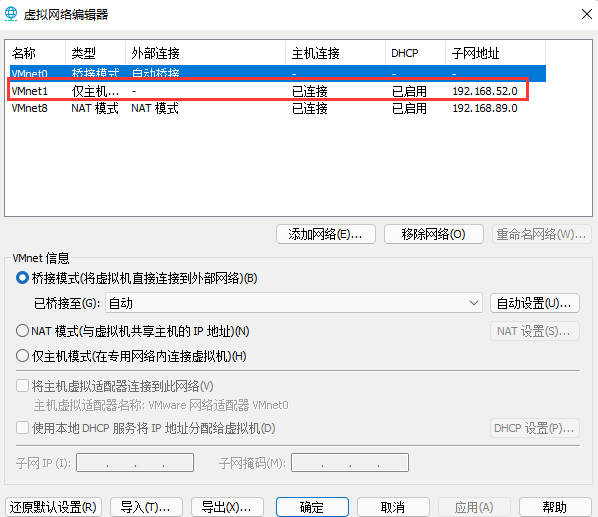 虚拟网络编辑器
名称 类型 外部连接 主机连接 DHCP 子网地址
VMnet0 桥接模式 自动桥接 - - -
VMnet1 仅主机... - 已连接 已启用 192.168.52.0
VMnet8 NAT 模式 NAT 模式 已连接 已启用 192.168.89.0
添加网络(E)... 移除网络(O) 重命名网络(W)...
VMnet 信息
桥接模式(将虚拟机直接连接到外部网络)(B)
已桥接至(G): 自动 自动设置(U)...
NAT 模式(与虚拟机共享主机的 IP 地址)(N) NAT 设置(S)...
仅主机模式(在专用网络内连接虚拟机)(H)
将主机虚拟适配器连接到此网络(V)
主机虚拟适配器名称: VMware 网络适配器 VMnet0
使用本地 DHCP 服务将 IP 地址分配给虚拟机(D) DHCP 设置(P)...
子网 IP (I): . . . 子网掩码(M): . . .
还原默认设置(R) 导入(T)... 导出(X)... 确定 取消 应用(A) 帮助